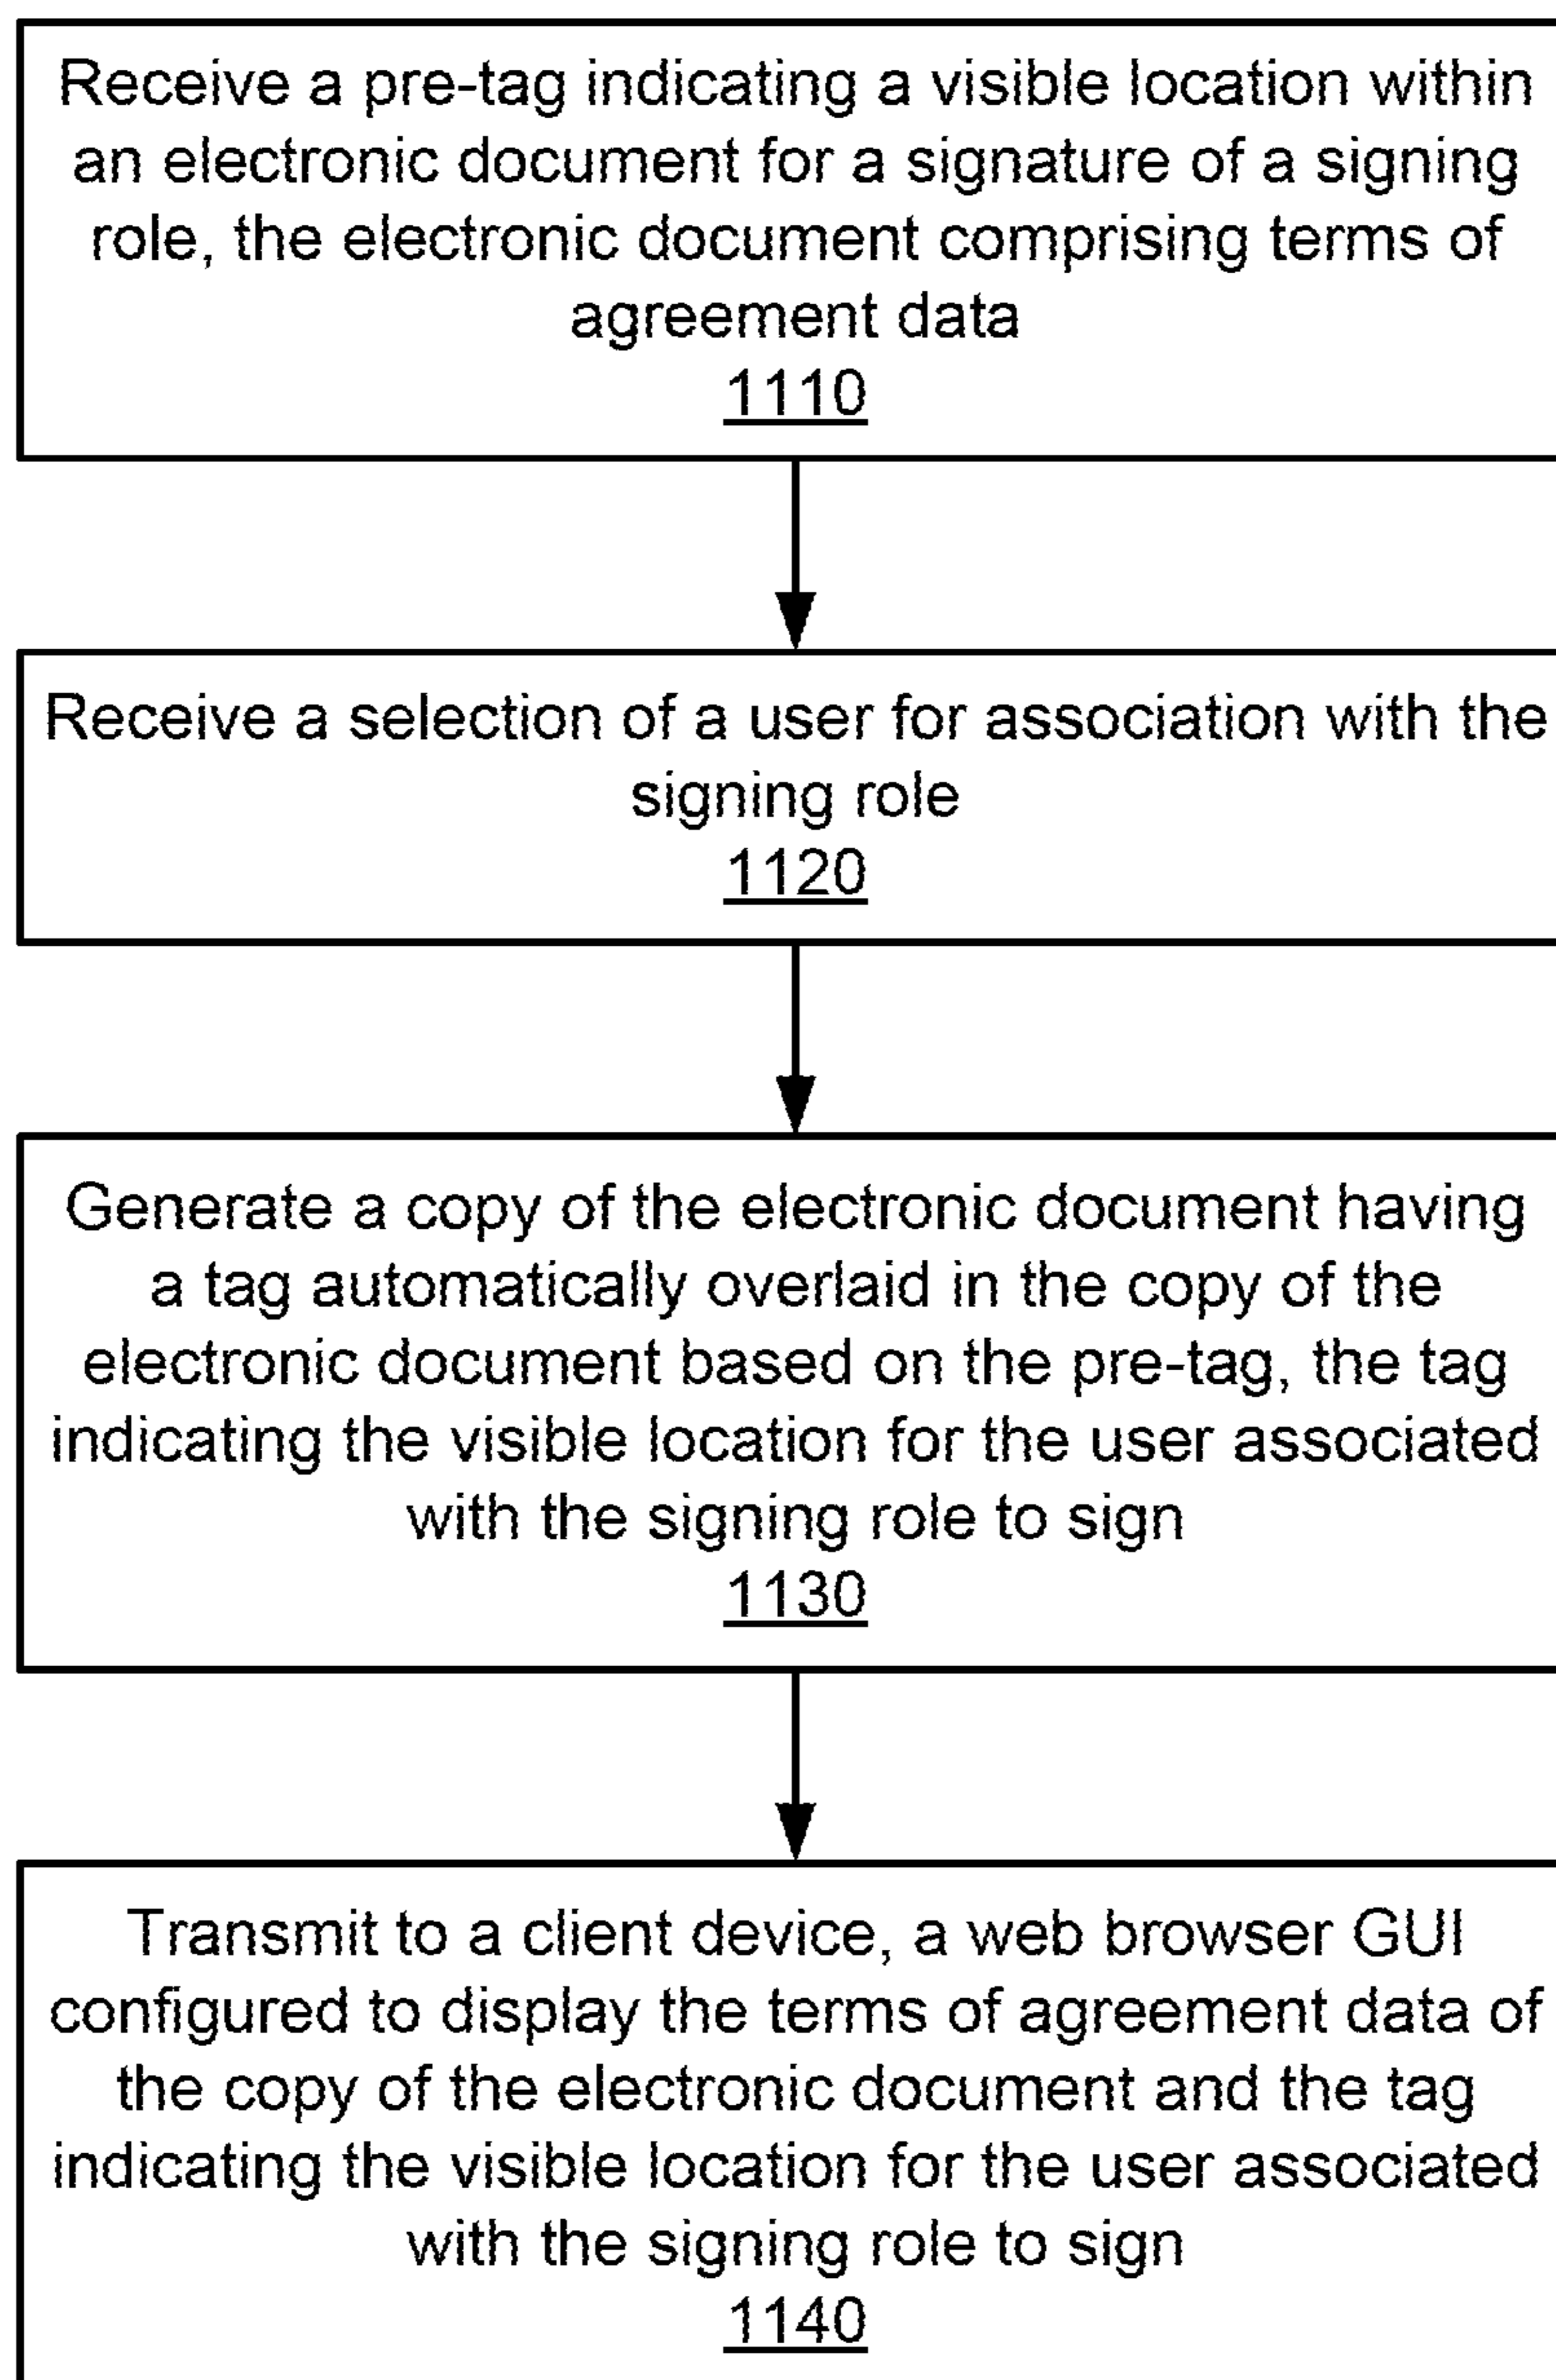 Receive a pre-tag indicating a visible location within
an electronic document for a signature of a signing
role, the electronic document comprising terms of
agreement data
1110
Receive a selection of a user for association with the
signing role
1120
Generate a copy of the electronic document having
a tag automatically overlaid in the copy of the
electronic document based on the pre-tag, the tag
indicating the visible location for the user associated
with the signing role to sign
1130
Transmit to a client device, a web browser GUI
configured to display the terms of agreement data of
the copy of the electronic document and the tag
indicating the visible location for the user associated
with the signing role to sign
1140